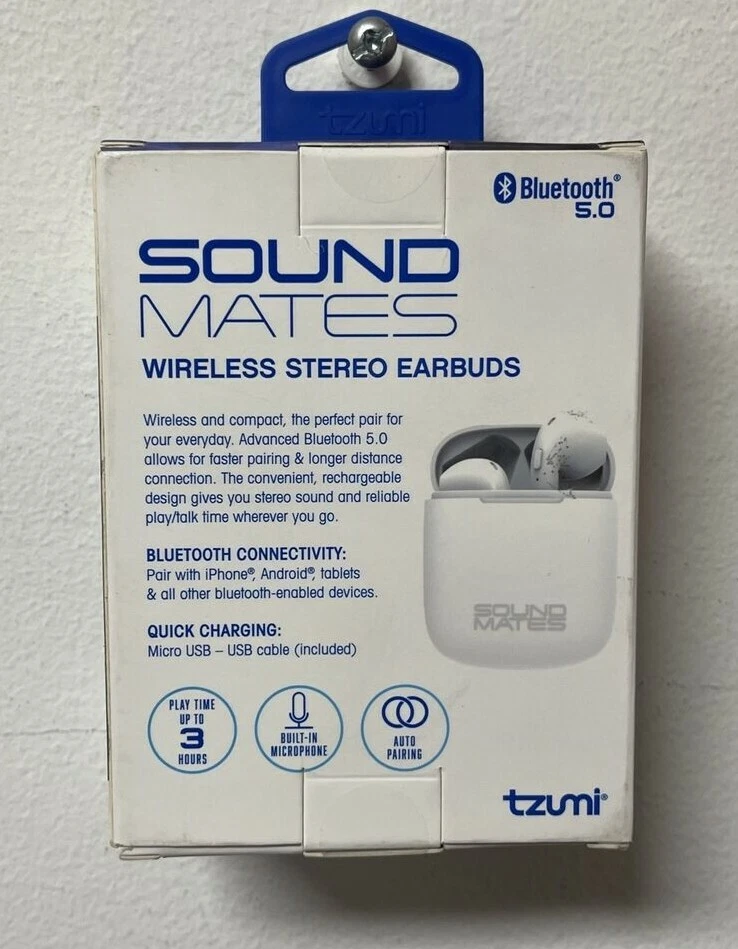 tzumi
Bluetooth®
5.0
SOUND
MATES
WIRELESS STEREO EARBUDS
Wireless and compact, the perfect pair for
your everyday. Advanced Bluetooth 5.0
allows for faster pairing & longer distance
connection. The convenient, rechargeable
design gives you stereo sound and reliable
play/talk time wherever you go.
BLUETOOTH CONNECTIVITY:
Pair with iPhone®, Android®, tablets
& all other bluetooth-enabled devices.
QUICK CHARGING:
Micro USB – USB cable (included)
SOUND
MATES
PLAY TIME
UP TO
3
HOURS
BUILT-IN
MICROPHONE
AUTO
PAIRING
tzumi®